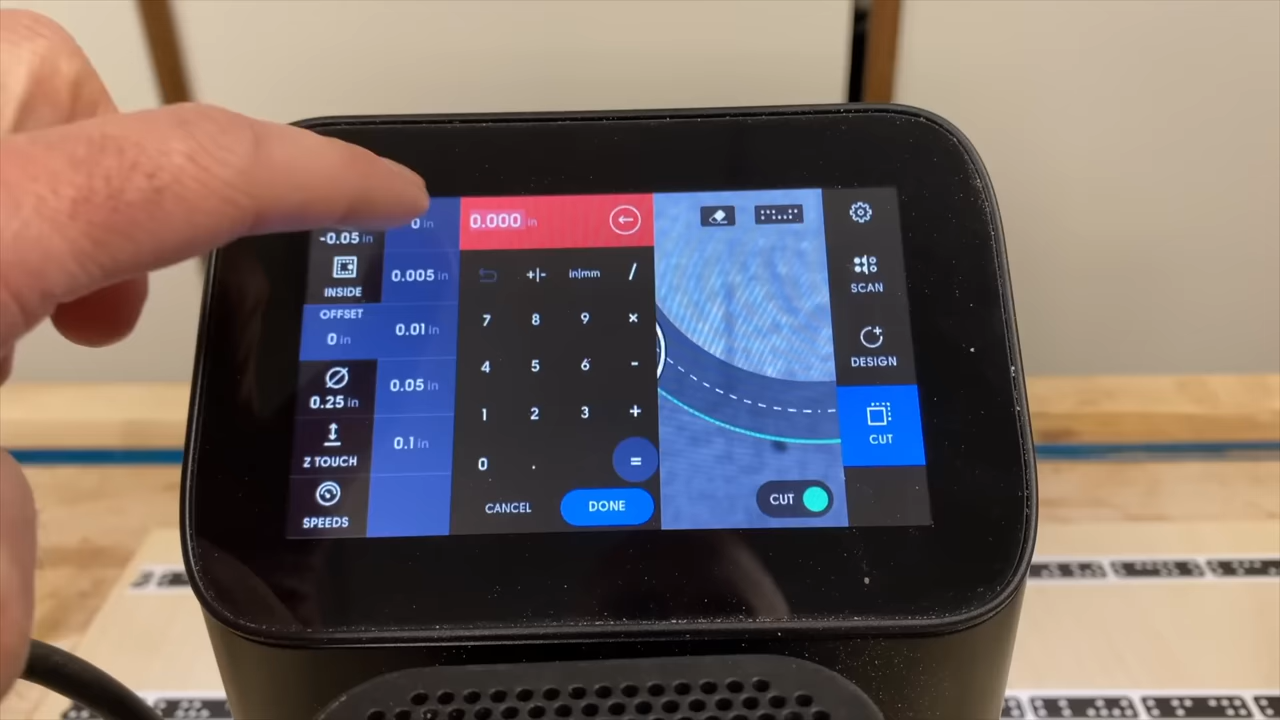 -0.05 in
INSIDE
OFFSET
0 in
0.25 in
Z TOUCH
SPEEDS
0 in
0.005 in
0.01 in
0.05 in
0.1 in
0.000 in
+|- in|mm /
7 8 9 ×
4 5 6 -
1 2 3 +
0 . =
CANCEL DONE
CUT
SCAN
DESIGN
CUT